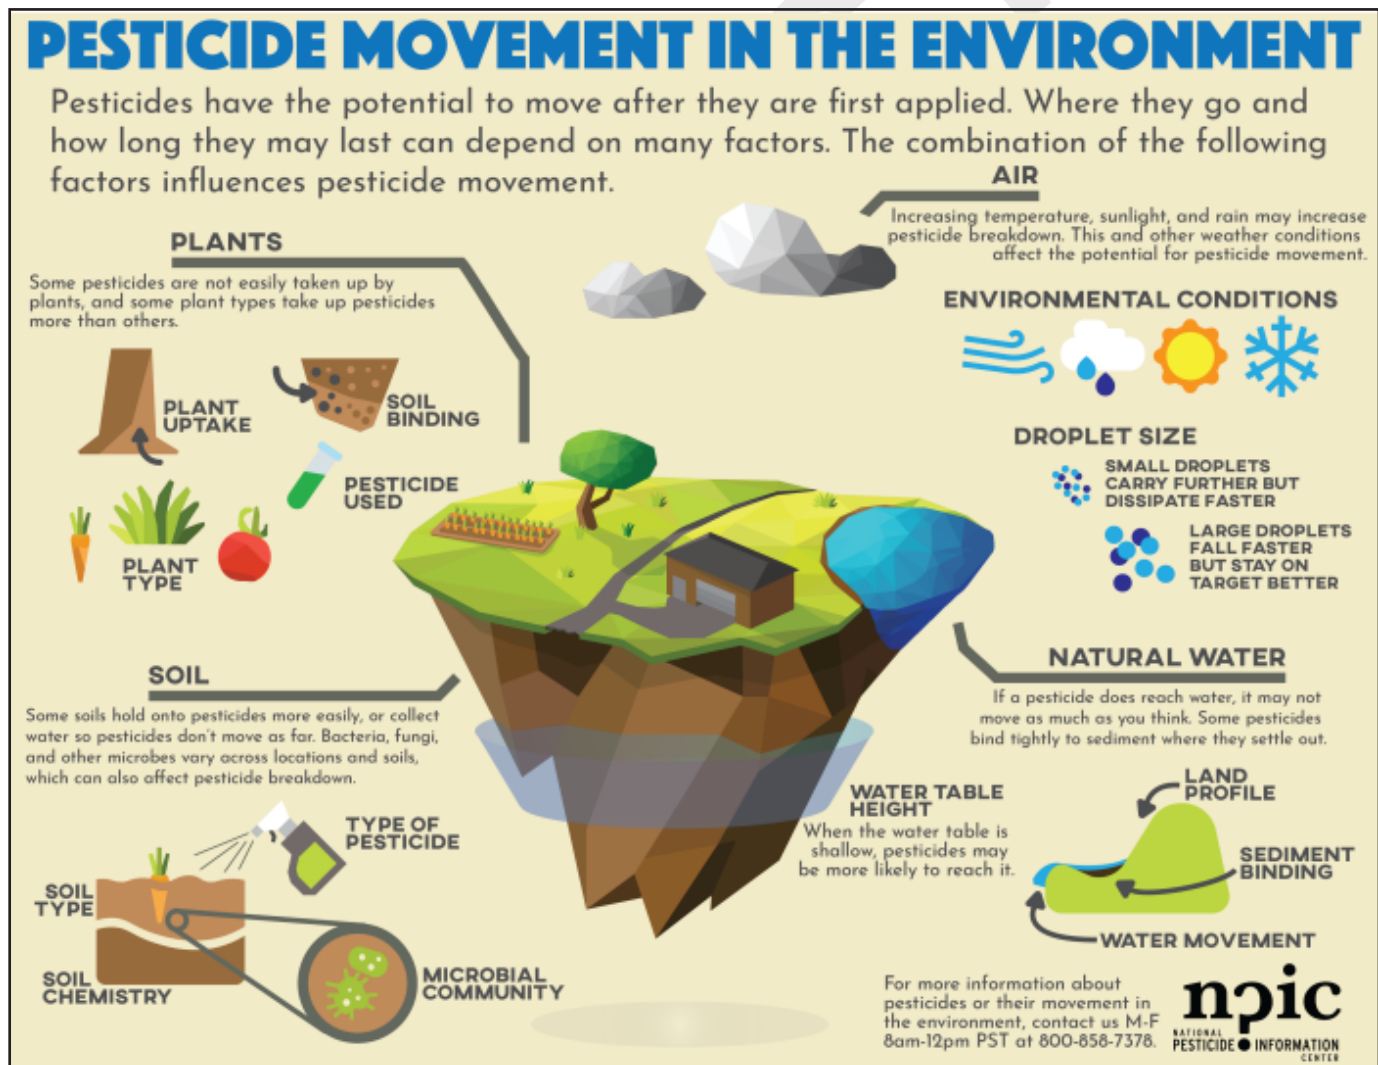 PESTICIDE MOVEMENT IN THE ENVIRONMENT
Pesticides have the potential to move after they are first applied. Where they go and
how long they may last can depend on many factors. The combination of the following
factors influences pesticide movement.
AIR
Increasing temperature, sunlight, and rain may increase
pesticide breakdown. This and other weather conditions
affect the potential for pesticide movement.
PLANTS
Some pesticides are not easily taken up by
plants, and some plant types take up pesticides
more than others.
PLANT
UPTAKE
SOIL
BINDING
PESTICIDE
USED
PLANT
TYPE
ENVIRONMENTAL CONDITIONS
DROPLET SIZE
SMALL DROPLETS
CARRY FURTHER BUT
DISSIPATE FASTER
LARGE DROPLETS
FALL FASTER
BUT STAY ON
TARGET BETTER
SOIL
Some soils hold onto pesticides more easily, or collect
water so pesticides don't move as far. Bacteria, fungi,
and other microbes vary across locations and soils,
which can also affect pesticide breakdown.
TYPE OF
PESTICIDE
SOIL
TYPE
SOIL
CHEMISTRY
MICROBIAL
COMMUNITY
NATURAL WATER
If a pesticide does reach water, it may not
move as much as you think. Some pesticides
bind tightly to sediment where they settle out.
WATER TABLE
HEIGHT
When the water table is
shallow, pesticides may
be more likely to reach it.
LAND
PROFILE
SEDIMENT
BINDING
WATER MOVEMENT
For more information about
pesticides or their movement in
the environment, contact us M-F
8am-12pm PST at 800-858-7378.
npic
NATIONAL
PESTICIDE INFORMATION
CENTER